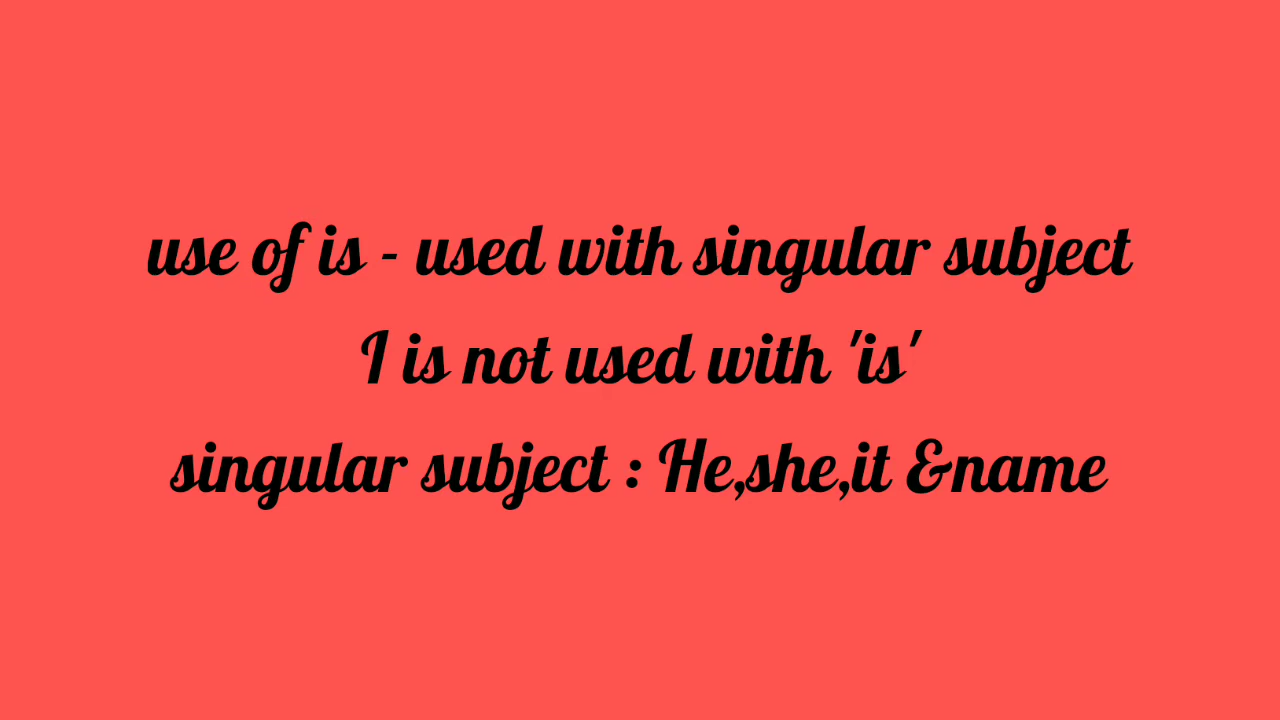 use of is - used with singular subject
I is not used with 'is'
singular subject : He,she,it &name